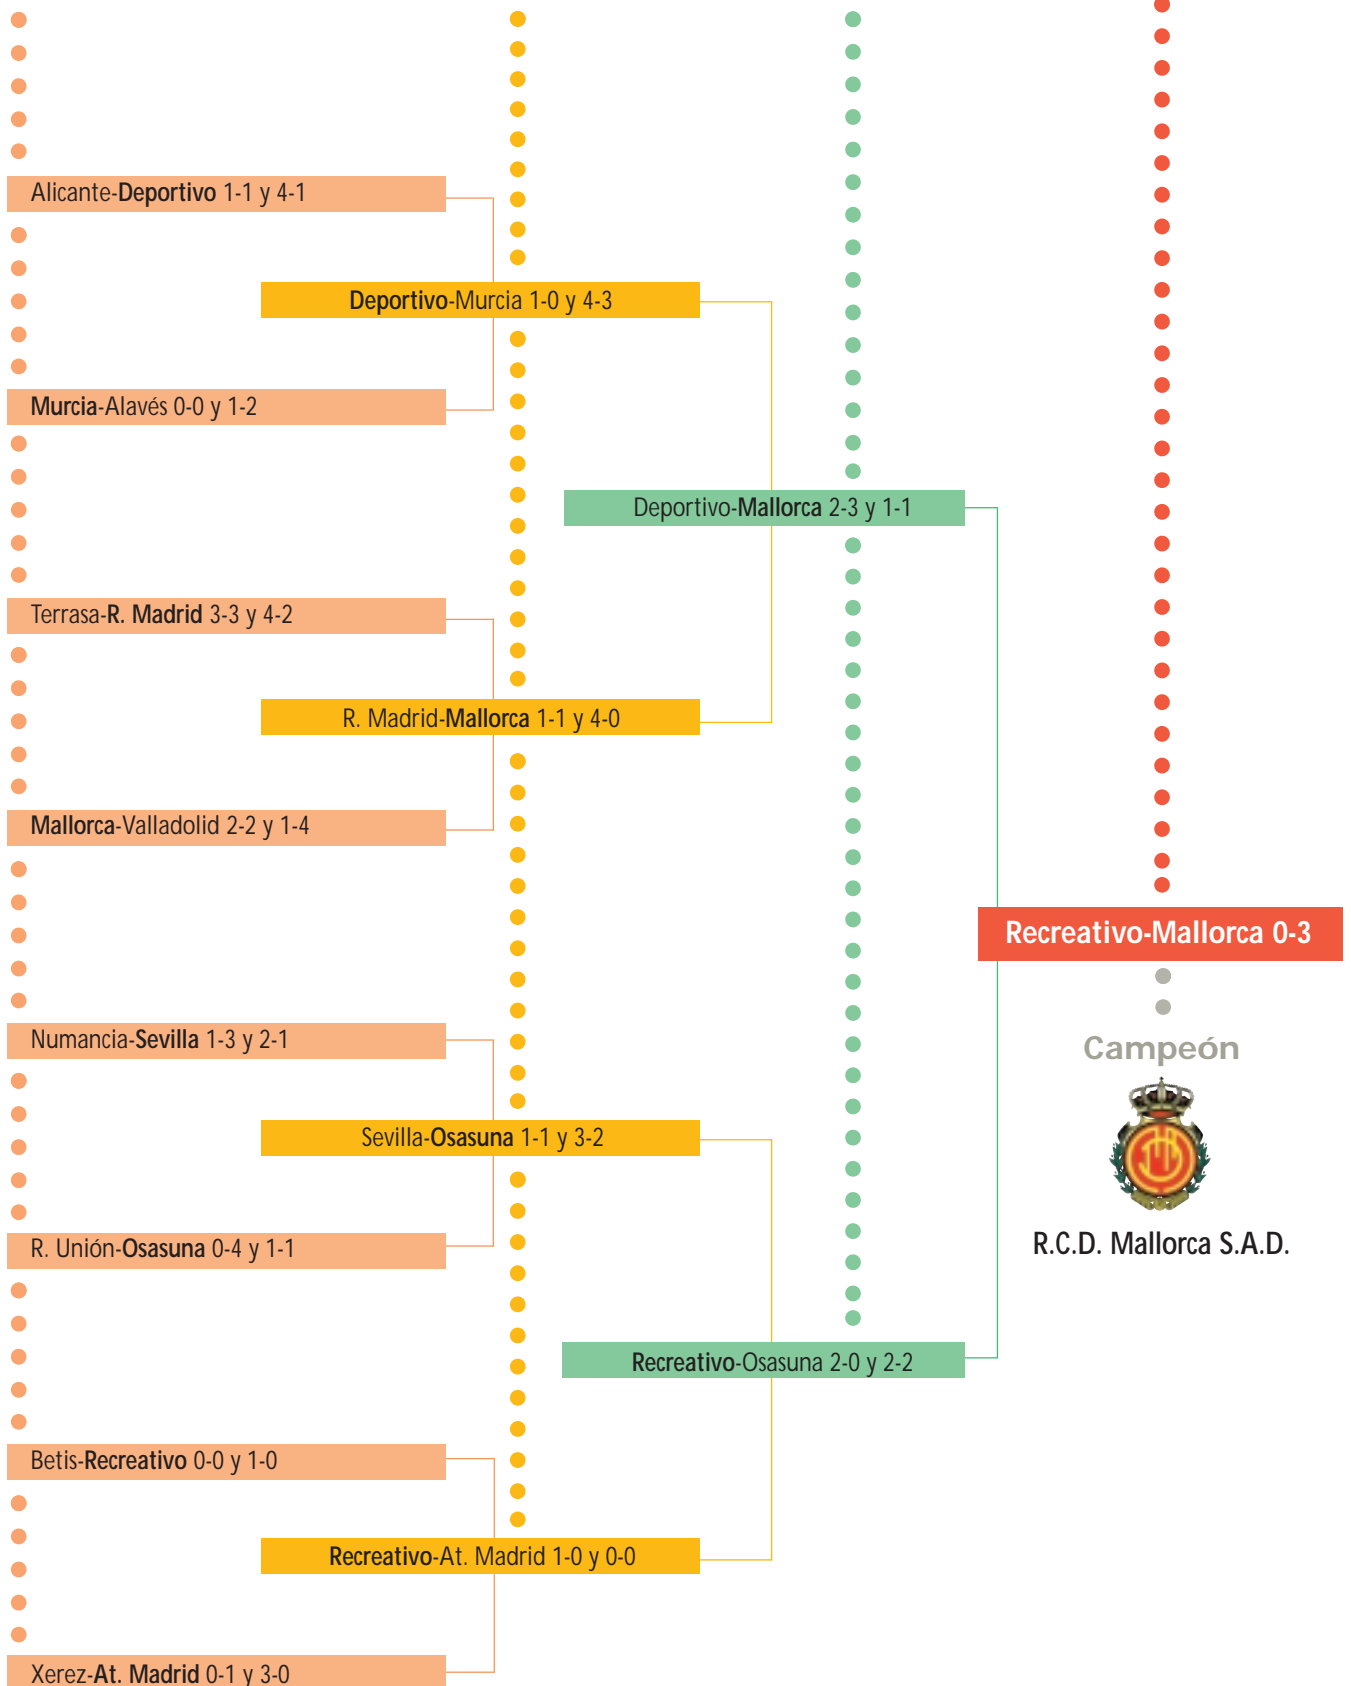 Alicante-Deportivo 1-1 y 4-1
Deportivo-Murcia 1-0 y 4-3
Murcia-Alavés 0-0 y 1-2
Deportivo-Mallorca 2-3 y 1-1
Terrasa-R. Madrid 3-3 y 4-2
R. Madrid-Mallorca 1-1 y 4-0
Mallorca-Valladolid 2-2 y 1-4
Recreativo-Mallorca 0-3
Numancia-Sevilla 1-3 y 2-1
Campeón
Sevilla-Osasuna 1-1 y 3-2
R. Unión-Osasuna 0-4 y 1-1
R.C.D. Mallorca S.A.D.
Recreativo-Osasuna 2-0 y 2-2
Betis-Recreativo 0-0 y 1-0
Recreativo-At. Madrid 1-0 y 0-0
Xerez-At. Madrid 0-1 y 3-0